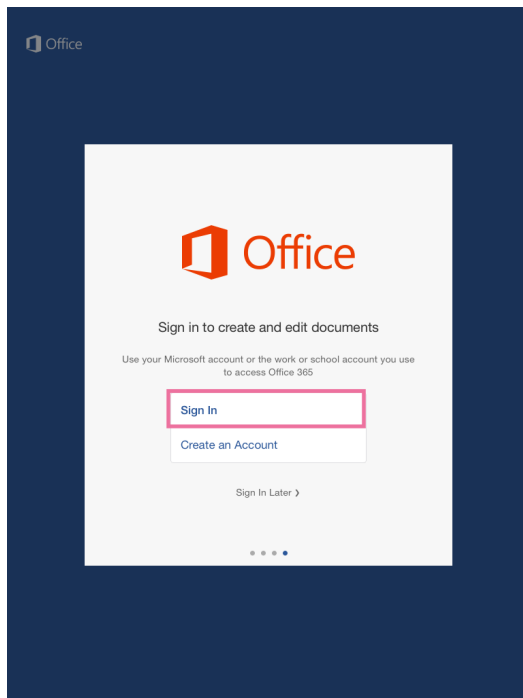 Office
Office
Sign in to create and edit documents
Use your Microsoft account or the work or school account you use
to access Office 365
Sign In
Create an Account
Sign In Later ❯